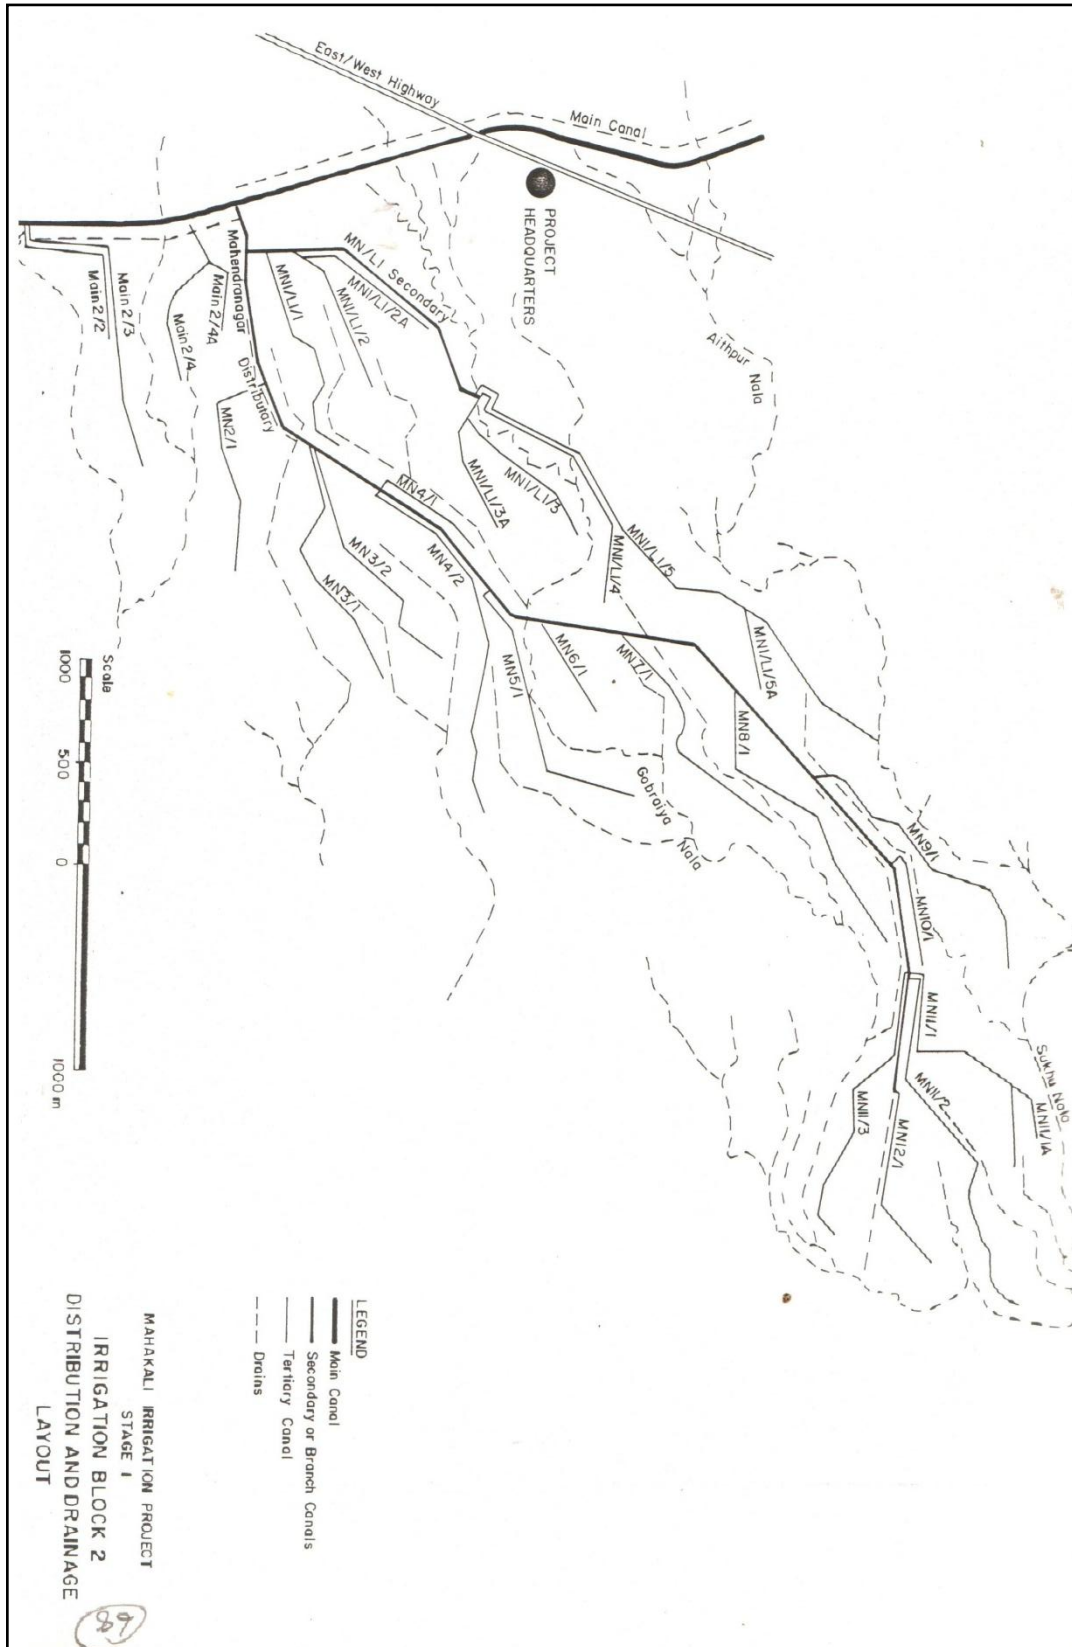 East/West Highway
Main Canal
PROJECT
HEADQUARTERS
Aithpur
Nala
Mahendranagar
Distributary
MN/L1 Secondary
MN1/L1/1
MN1/L1/2
MN1/L1/2A
Main 2/2
Main 2/3
Main 2/4A
Main 2/4
MN2/1
MN4/1
MN1/L1/3A
MN1/L1/3
MN1/L1/4
MN1/L1/5
MN1/L1/5A
MN3/1
MN3/2
MN4/2
MN5/1
MN6/1
MN7/1
MN8/1
Gobraiya
Nala
MN9/1
MN10/1
MN11/1
Sukhu Nala
MN11/1A
MN11/2
MN11/3
MN12/1
Scale
1000
500
0
1000 m
LEGEND
Main Canal
Secondary or Branch Canals
Tertiary Canal
Drains
MAHAKALI IRRIGATION PROJECT
STAGE I
IRRIGATION BLOCK 2
DISTRIBUTION AND DRAINAGE
LAYOUT